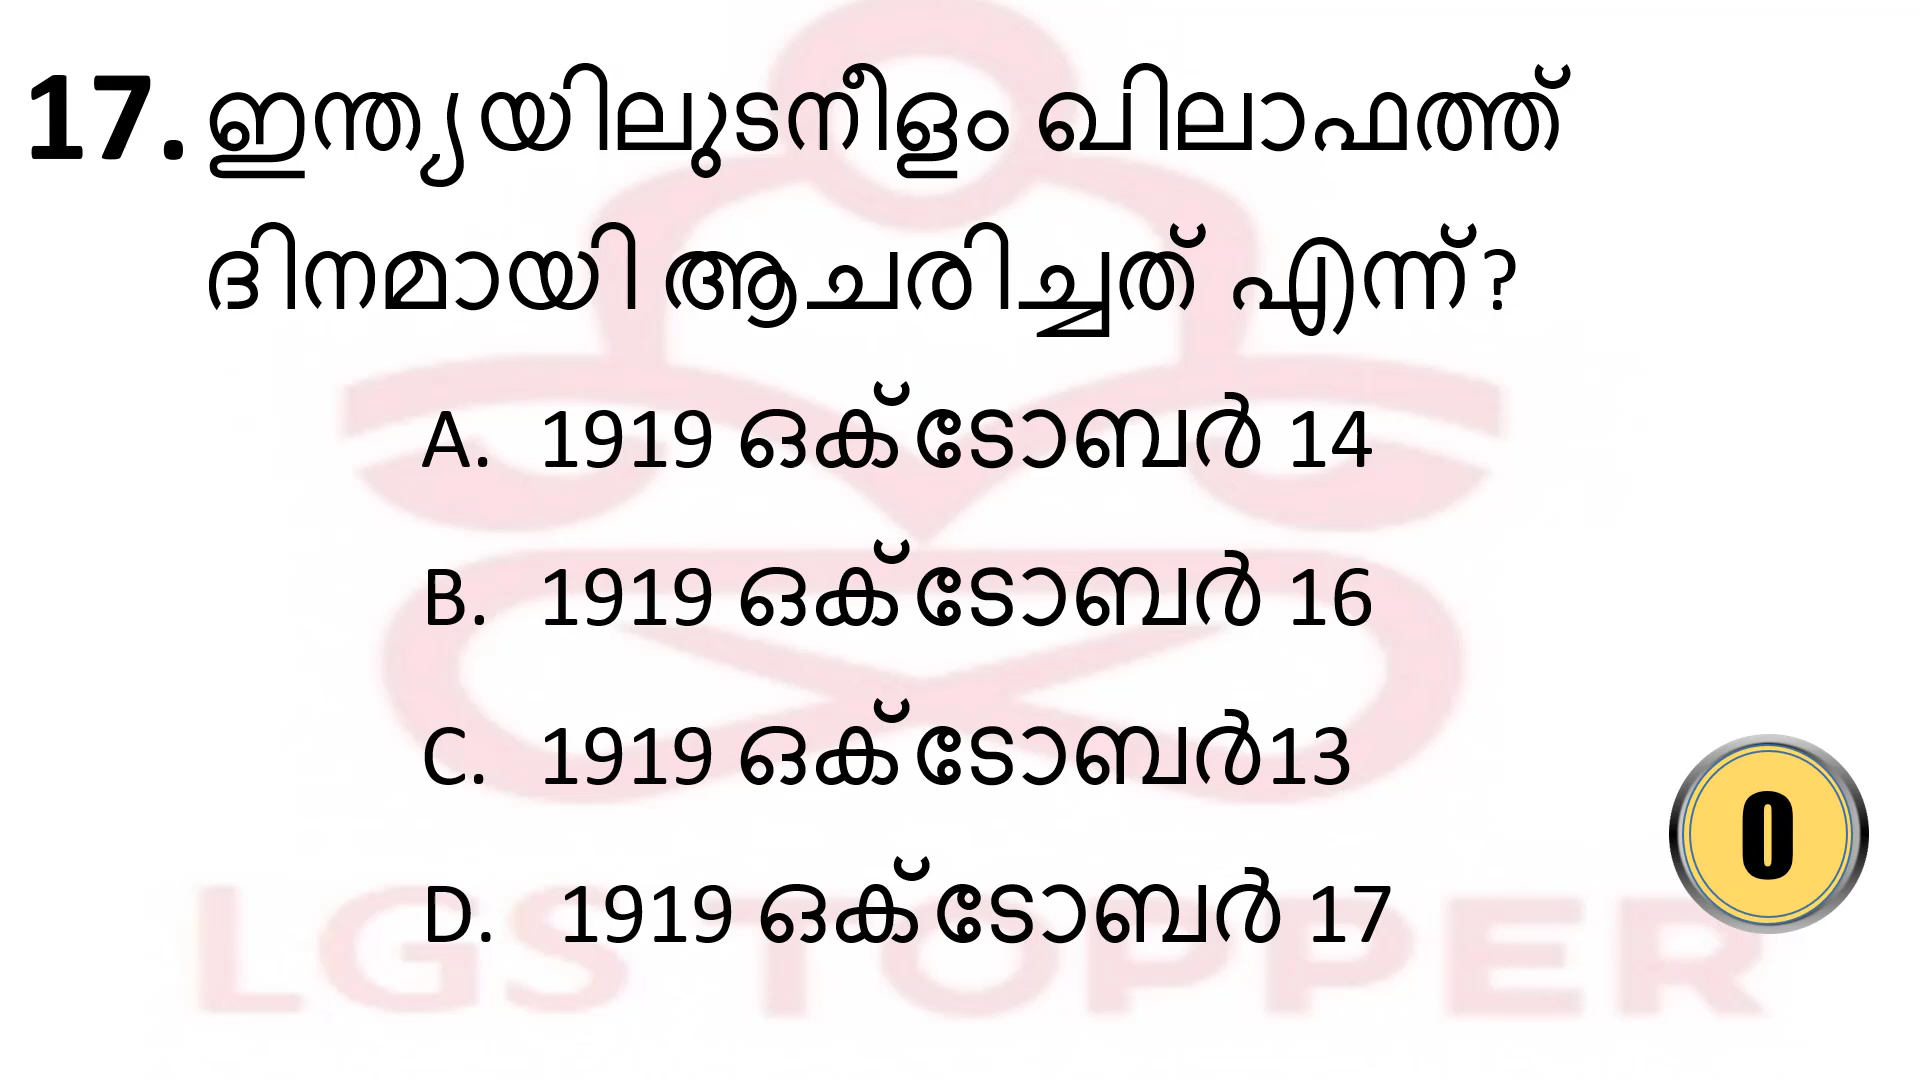 17. ഇന്ത്യയിലുടനീളം ഖിലാഫത്ത്
ദിനമായി ആചരിച്ചത് എന്ന്?
A. 1919 ഒക്ടോബർ 14
B. 1919 ഒക്ടോബർ 16
C. 1919 ഒക്ടോബർ13
D. 1919 ഒക്ടോബർ 17
0
LGS TOPPER